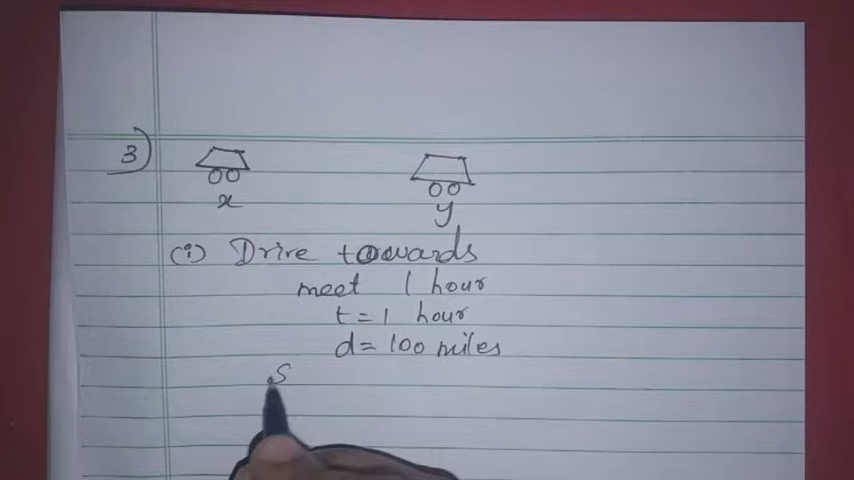 3)
x y
(i) Drive towards
meet 1 hour
t = 1 hour
d = 100 miles
S